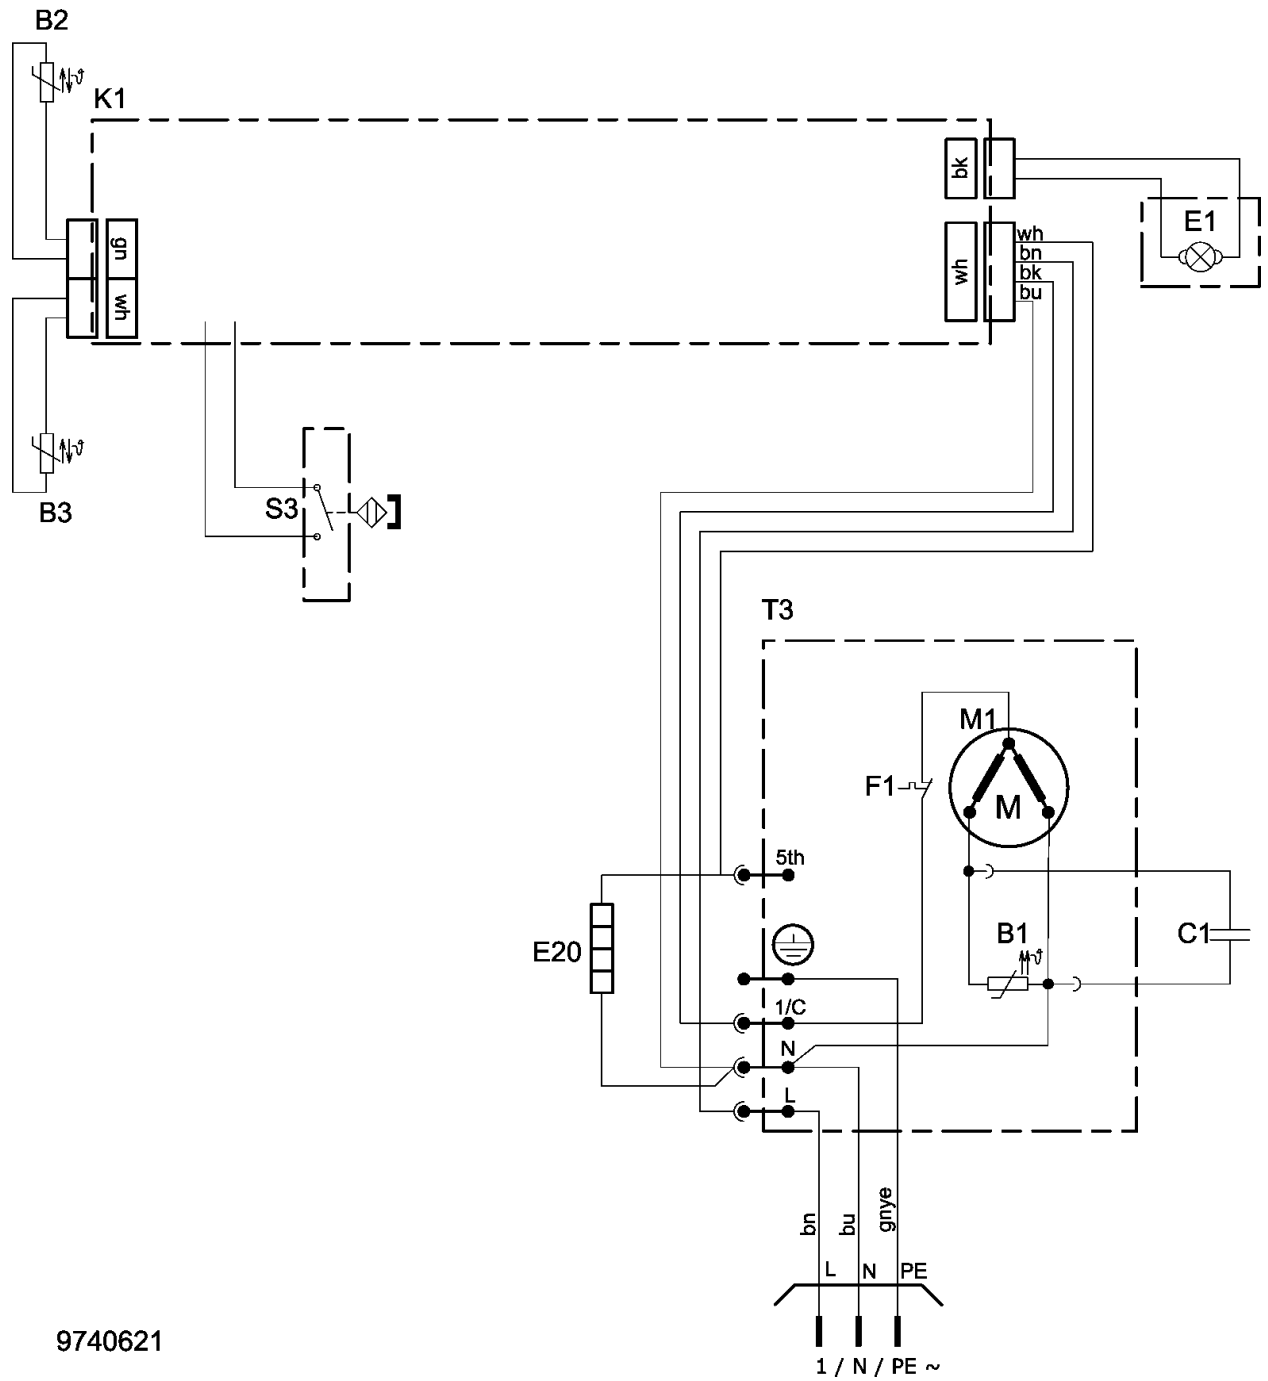 B2
ϑ
K1
bk
E1
gn
wh
wh
wh
bn
bk
bu
ϑ
B3
S3
T3
M1
F1
M
5th
E20
B1
ϑ
C1
1/C
N
L
bn
bu
gnye
L
N
PE
9740621
1 / N / PE ~